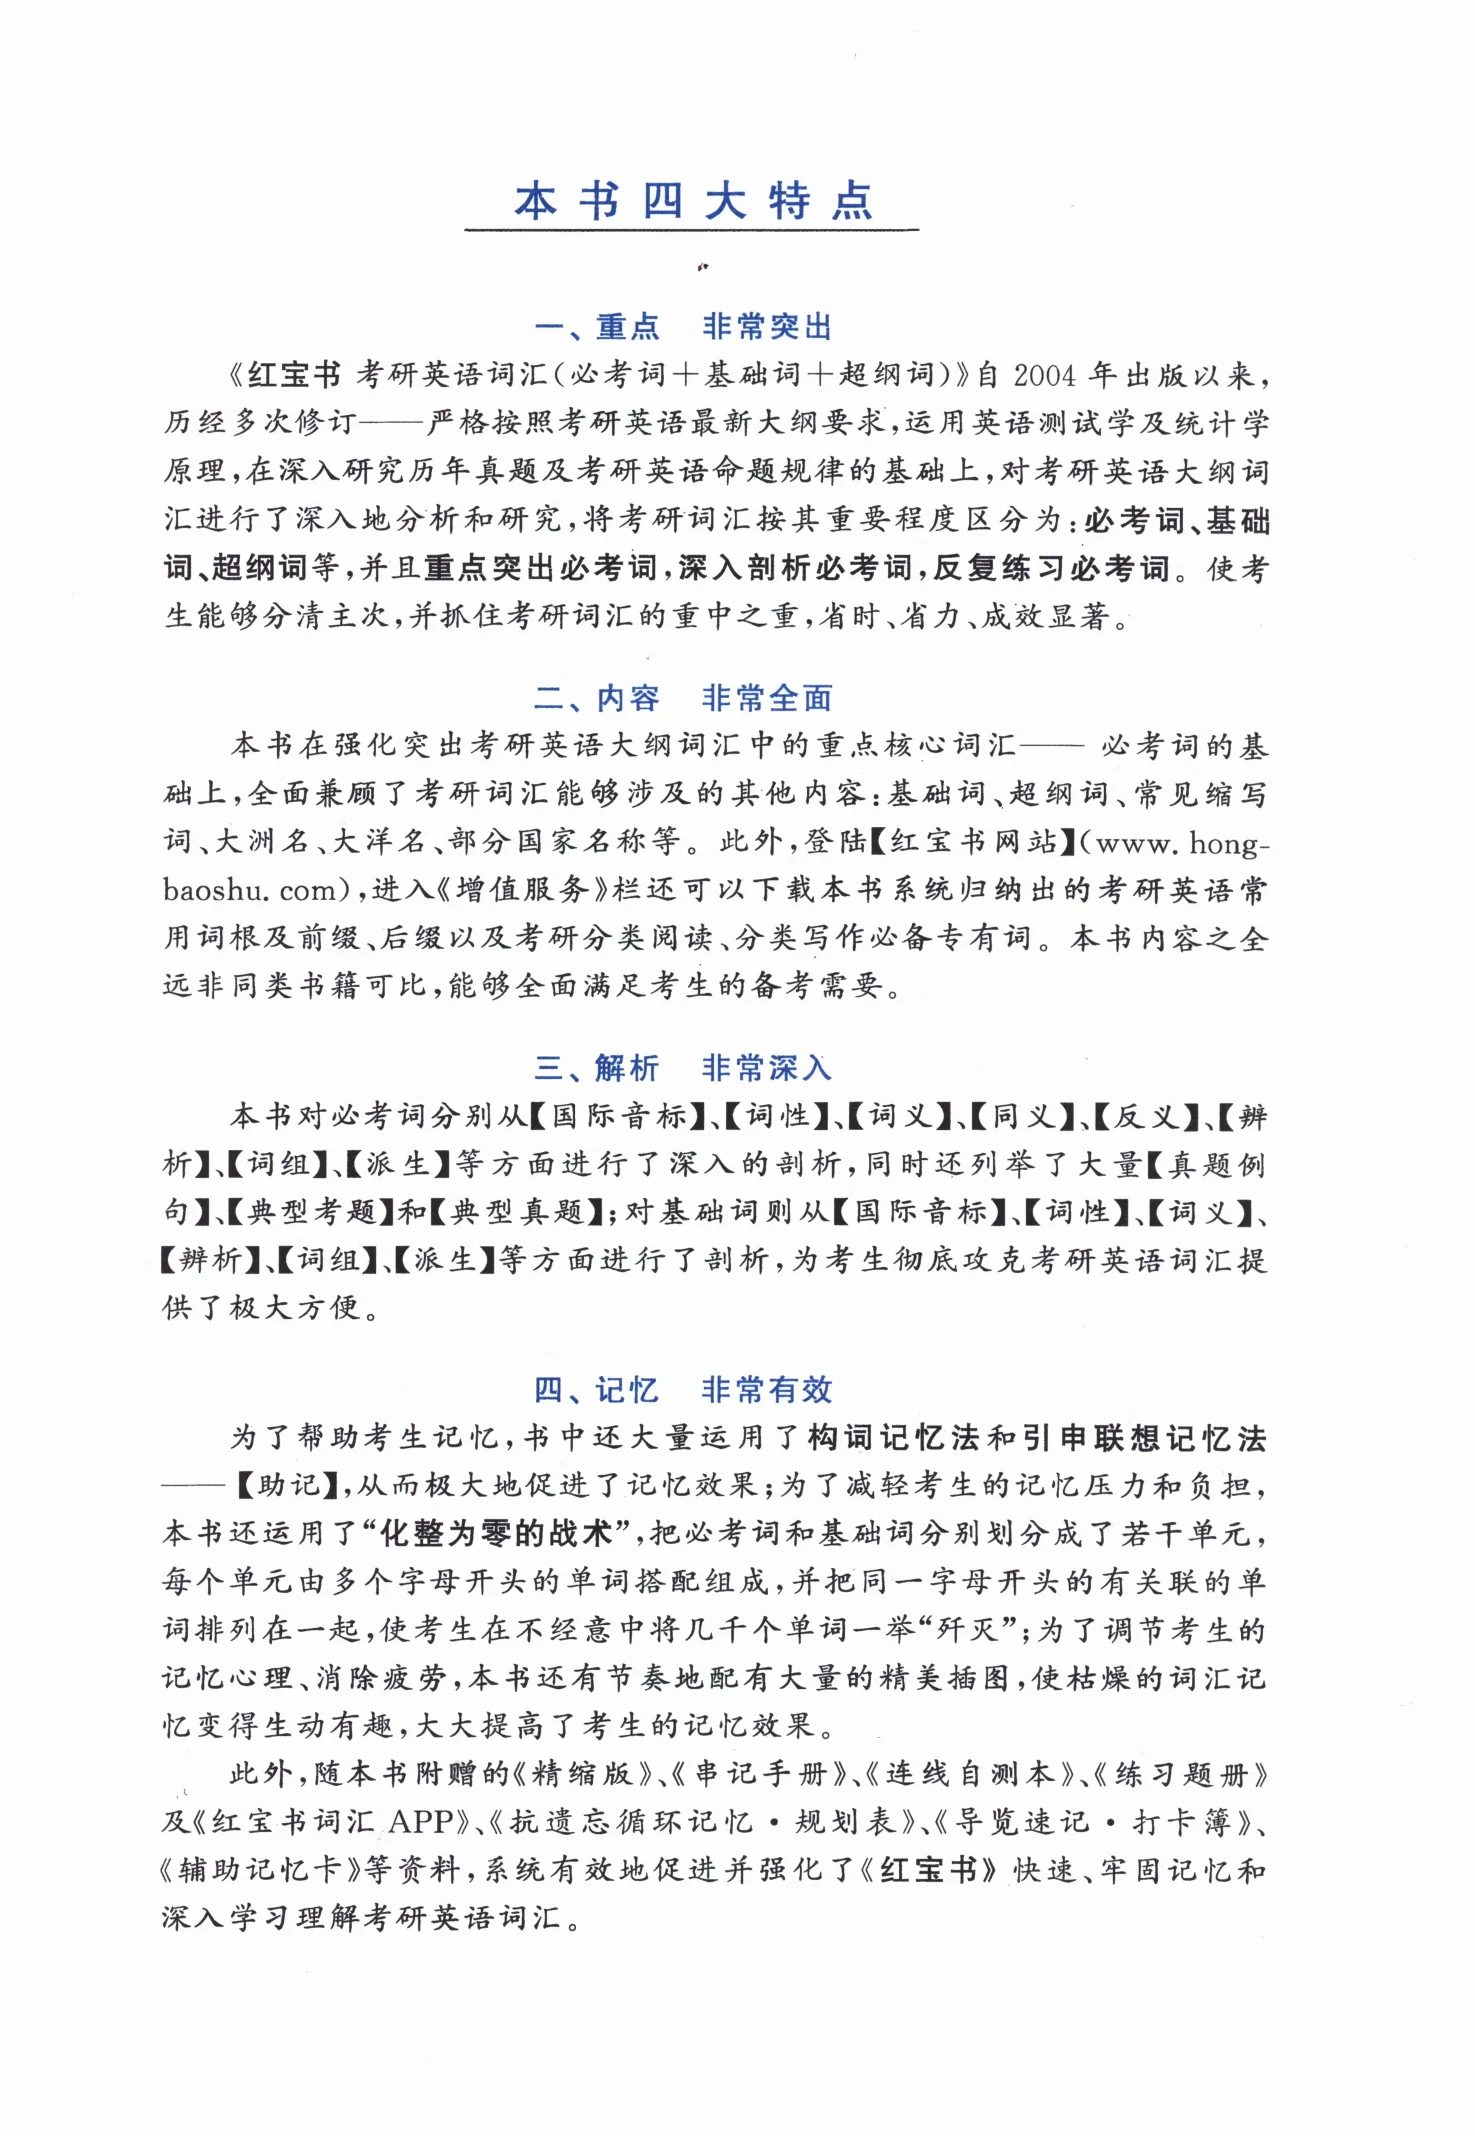 本书四大特点
一、重点 非常突出
《红宝书 考研英语词汇(必考词+基础词+超纲词)》自 2004 年出版以来,
历经多次修订——严格按照考研英语最新大纲要求,运用英语测试学及统计学
原理,在深入研究历年真题及考研英语命题规律的基础上,对考研英语大纲词
汇进行了深入地分析和研究,将考研词汇按其重要程度区分为:必考词、基础
词、超纲词等,并且重点突出必考词,深入剖析必考词,反复练习必考词。使考
生能够分清主次,并抓住考研词汇的重中之重,省时、省力、成效显著。
二、内容 非常全面
本书在强化突出考研英语大纲词汇中的重点核心词汇—— 必考词的基
础上,全面兼顾了考研词汇能够涉及的其他内容:基础词、超纲词、常见缩写
词、大洲名、大洋名、部分国家名称等。此外,登陆【红宝书网站】(www. hong-
baoshu. com),进入《增值服务》栏还可以下载本书系统归纳出的考研英语常
用词根及前缀、后缀以及考研分类阅读、分类写作必备专有词。本书内容之全
远非同类书籍可比,能够全面满足考生的备考需要。
三、解析 非常深入
本书对必考词分别从【国际音标】、【词性】、【词义】、【同义】、【反义】、【辨
析】、【词组】、【派生】等方面进行了深入的剖析,同时还列举了大量【真题例
句】、【典型考题】和【典型真题】;对基础词则从【国际音标】、【词性】、【词义】、
【辨析】、【词组】、【派生】等方面进行了剖析,为考生彻底攻克考研英语词汇提
供了极大方便。
四、记忆 非常有效
为了帮助考生记忆,书中还大量运用了构词记忆法和引申联想记忆法
——【助记】,从而极大地促进了记忆效果;为了减轻考生的记忆压力和负担,
本书还运用了“化整为零的战术”,把必考词和基础词分别划分成了若干单元,
每个单元由多个字母开头的单词搭配组成,并把同一字母开头的有关联的单
词排列在一起,使考生在不经意中将几千个单词一举“歼灭”;为了调节考生的
记忆心理、消除疲劳,本书还有节奏地配有大量的精美插图,使枯燥的词汇记
忆变得生动有趣,大大提高了考生的记忆效果。
此外,随本书附赠的《精缩版》、《串记手册》、《连线自测本》、《练习题册》
及《红宝书词汇 APP》、《抗遗忘循环记忆·规划表》、《导览速记·打卡簿》、
《辅助记忆卡》等资料,系统有效地促进并强化了《红宝书》快速、牢固记忆和
深入学习理解考研英语词汇。